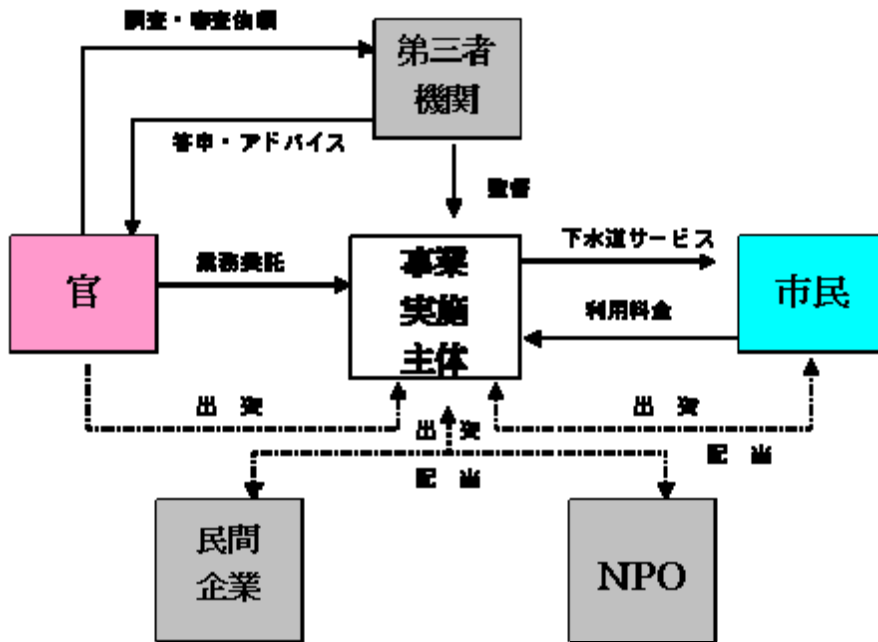 調査・審査依頼
第三者
機関
答申・アドバイス
監督
官
業務委託
事業
実施
主体
下水道サービス
利用料金
市民
出 資
出 資
出 資
配 当
配 当
民間
企業
NPO